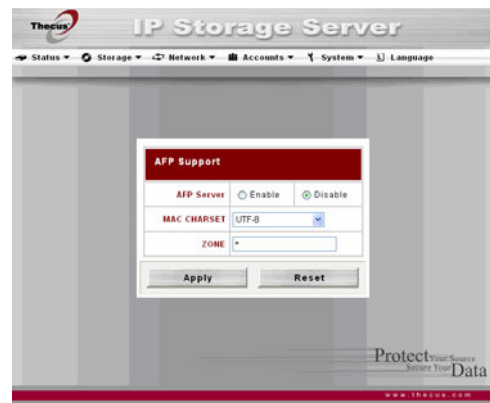 Thecus IP Storage Server
Status Storage Network Accounts System Language
AFP Support
AFP Server Enable Disable
MAC CHARSET UTF-8
ZONE *
Apply Reset
Protect Your Source
Secure Your Data
www.thecus.com